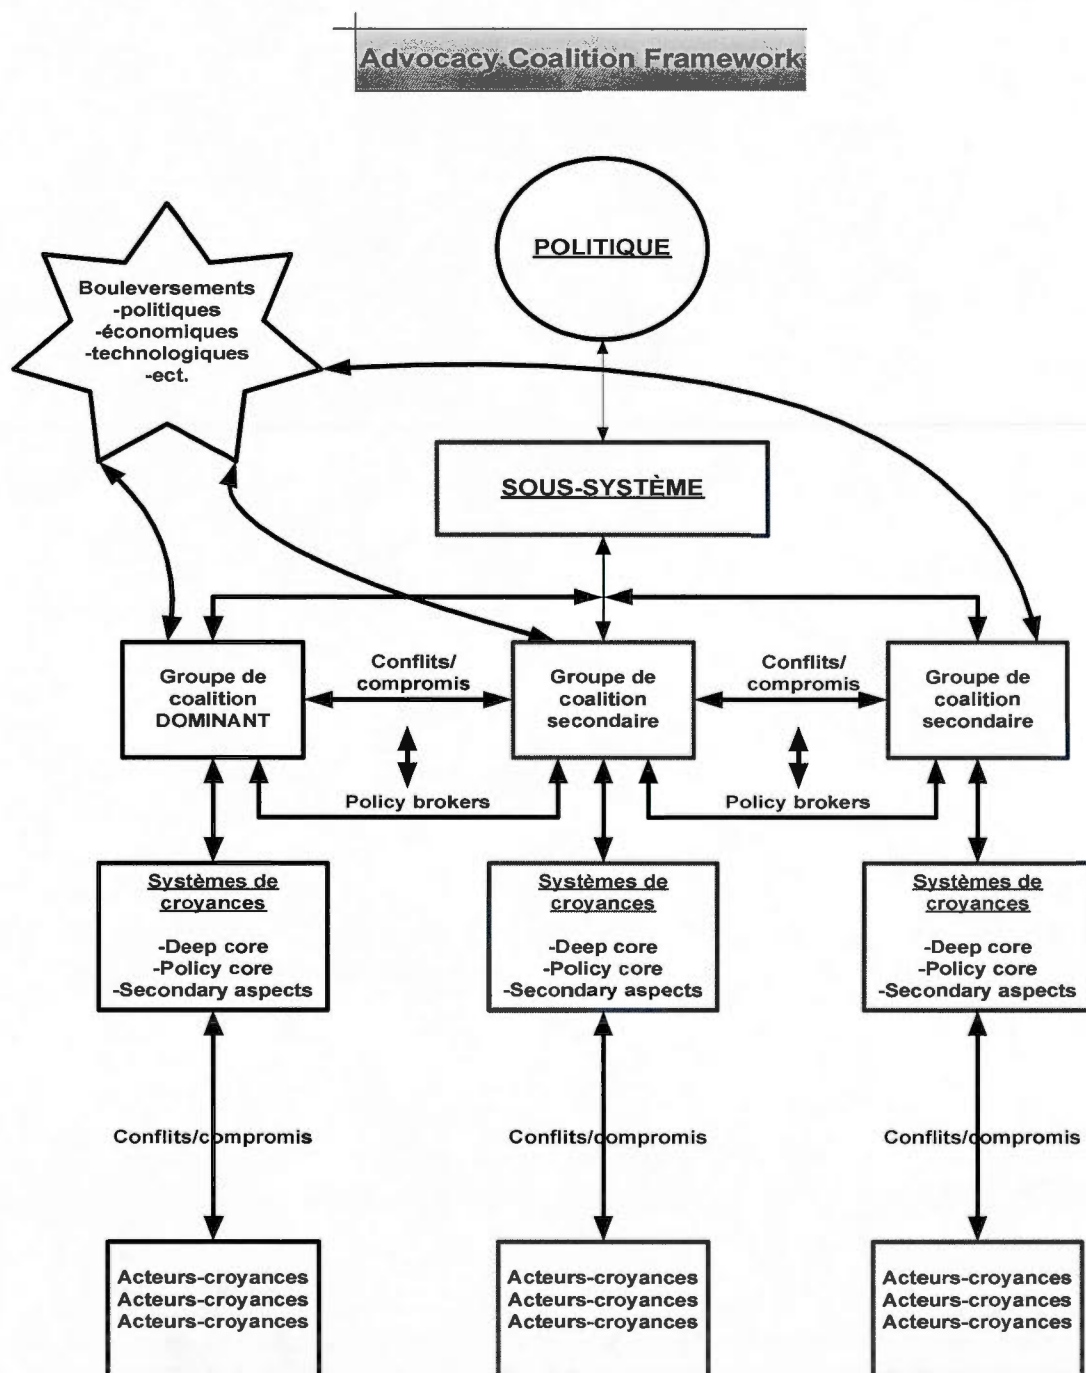 Advocacy Coalition Framework
POLITIQUE
Bouleversements
-politiques
-économiques
-technologiques
-ect.
SOUS-SYSTÈME
Groupe de
coalition
DOMINANT
Conflits/
compromis
Groupe de
coalition
secondaire
Conflits/
compromis
Groupe de
coalition
secondaire
Policy brokers
Policy brokers
Systèmes de
croyances
-Deep core
-Policy core
-Secondary aspects
Systèmes de
croyances
-Deep core
-Policy core
-Secondary aspects
Systèmes de
croyances
-Deep core
-Policy core
-Secondary aspects
Conflits/compromis
Conflits/compromis
Conflits/compromis
Acteurs-croyances
Acteurs-croyances
Acteurs-croyances
Acteurs-croyances
Acteurs-croyances
Acteurs-croyances
Acteurs-croyances
Acteurs-croyances
Acteurs-croyances